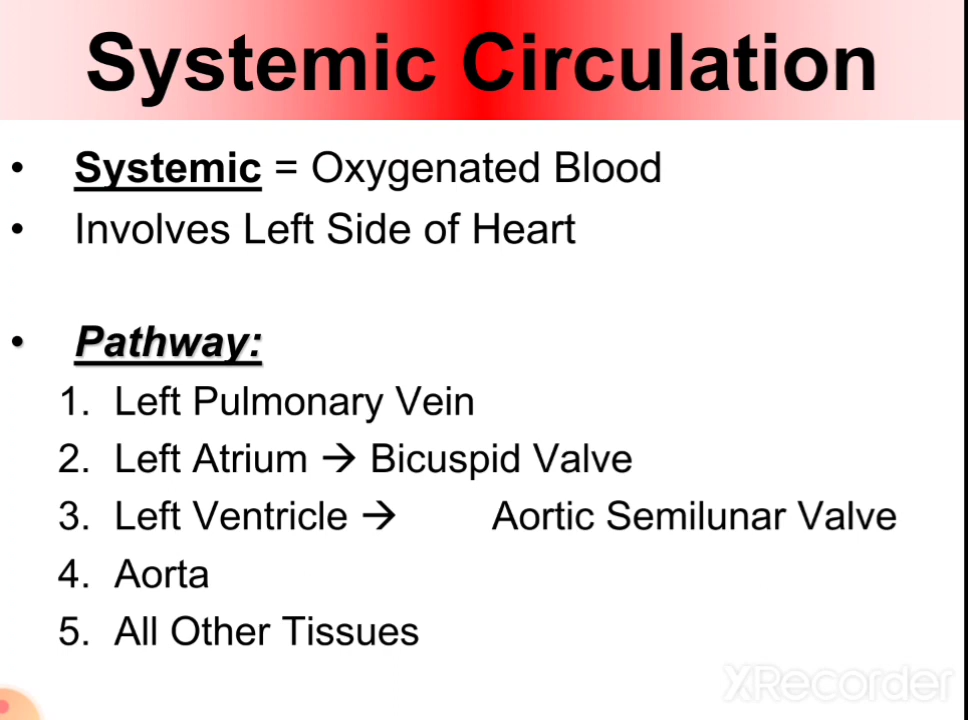 Systemic Circulation
• Systemic = Oxygenated Blood
• Involves Left Side of Heart
• Pathway:
1. Left Pulmonary Vein
2. Left Atrium → Bicuspid Valve
3. Left Ventricle → Aortic Semilunar Valve
4. Aorta
5. All Other Tissues
XRecorder